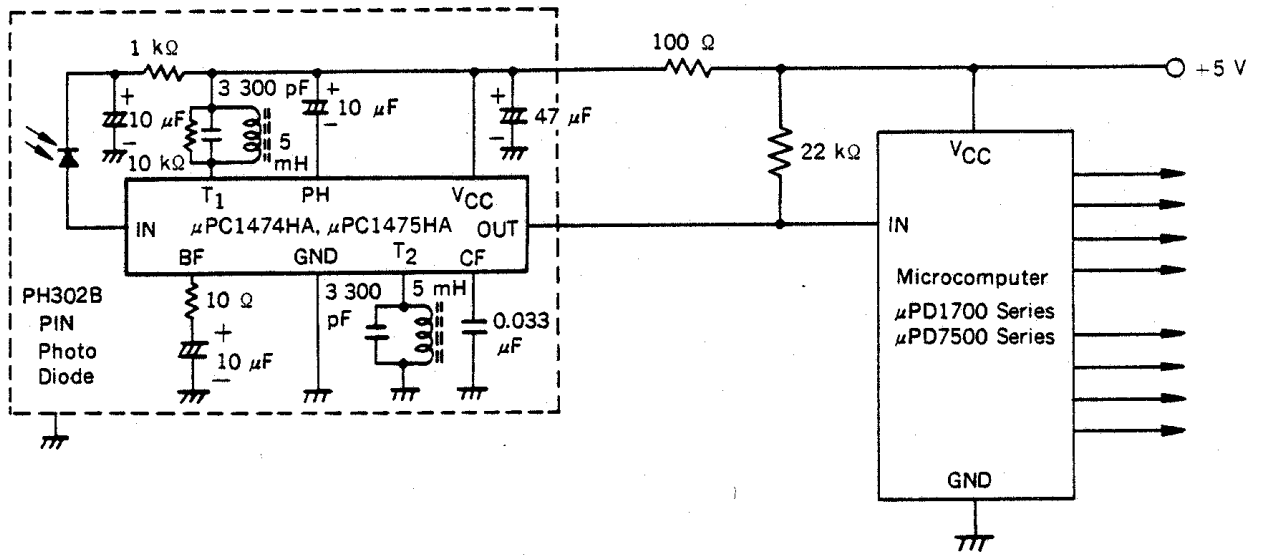 1 kΩ
100 Ω
+5 V
3 300 pF
+
10 μF
−
+
10 μF
−
+
47 μF
−
10 kΩ
5
mH
22 kΩ
VCC
T1
PH
VCC
IN
μPC1474HA, μPC1475HA
OUT
IN
BF
GND
T2
CF
PH302B
PIN
Photo
Diode
10 Ω
+
10 μF
−
3 300
pF
5 mH
0.033
μF
Microcomputer
μPD1700 Series
μPD7500 Series
GND